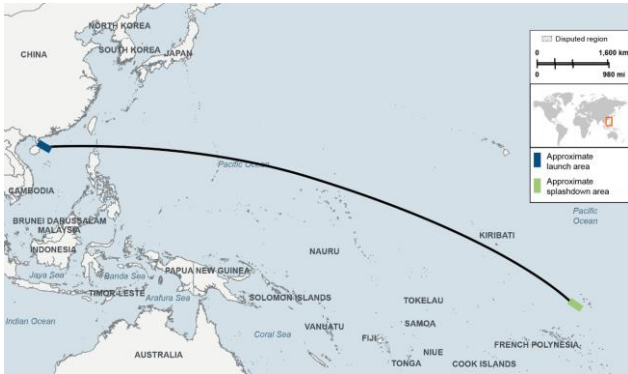 NORTH KOREA
CHINA
SOUTH KOREA
JAPAN
Disputed region
0
1,600 km
0
980 mi
Approximate
launch area
Approximate
splashdown area
Pacific Ocean
CAMBODIA
Pacific
Ocean
BRUNEI DARUSSALAM
MALAYSIA
KIRIBATI
INDONESIA
NAURU
Jaya Sea
Banda Sea
PAPUA NEW GUINEA
TIMOR-LESTE
Arafura Sea
SOLOMON ISLANDS
TOKELAU
Indian Ocean
SAMOA
Coral Sea
VANUATU
FIJI
FRENCH POLYNESIA
NIUE
AUSTRALIA
TONGA
COOK ISLANDS